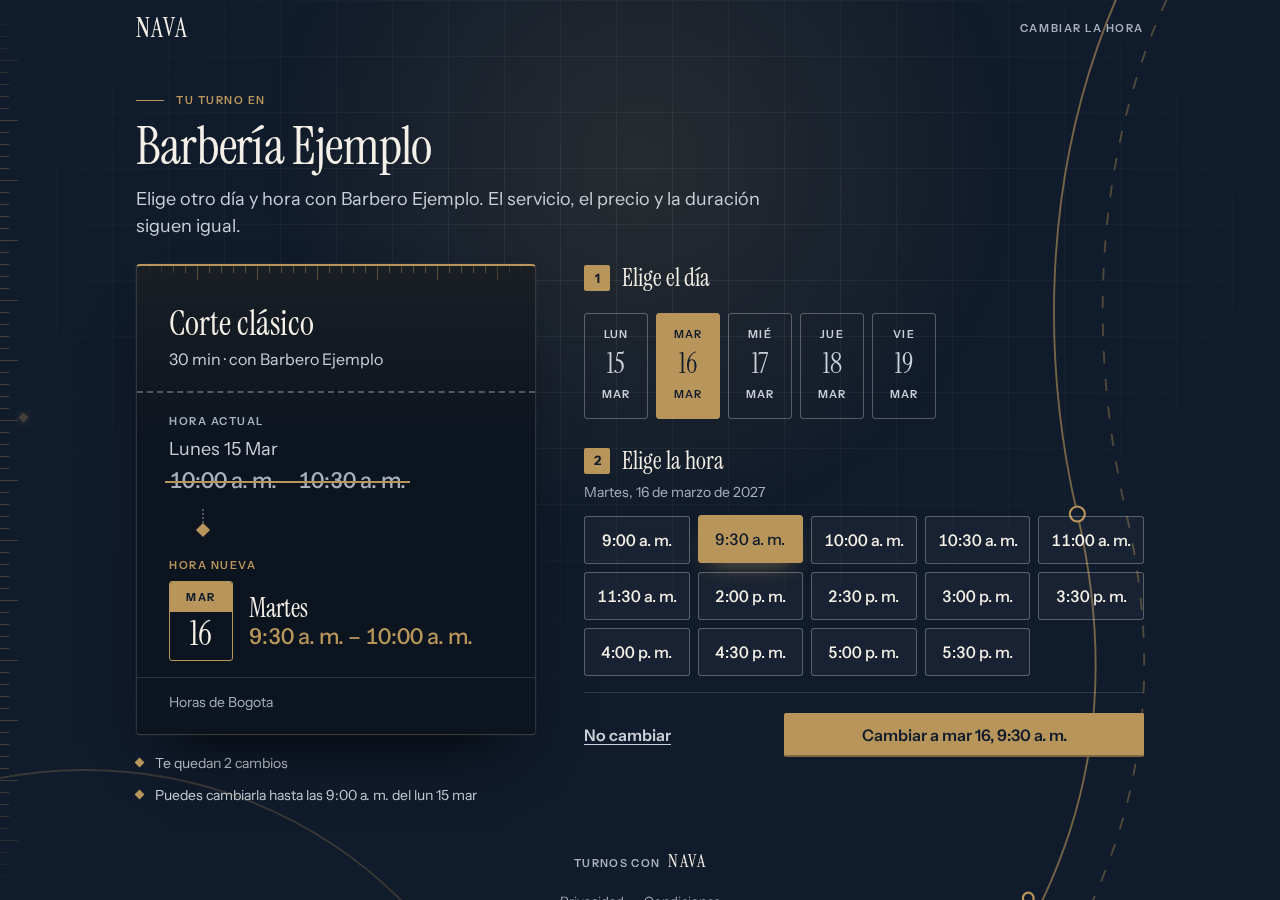 NAVA
CAMBIAR LA HORA
TU TURNO EN
Barbería Ejemplo
Elige otro día y hora con Barbero Ejemplo. El servicio, el precio y la duración
siguen igual.
Corte clásico
30 min · con Barbero Ejemplo
HORA ACTUAL
Lunes 15 Mar
10:00 a. m. – 10:30 a. m.
HORA NUEVA
MAR
16
Martes
9:30 a. m. – 10:00 a. m.
Horas de Bogota
Te quedan 2 cambios
Puedes cambiarla hasta las 9:00 a. m. del lun 15 mar
1 Elige el día
LUN MAR MIÉ JUE VIE
15 16 17 18 19
MAR MAR MAR MAR MAR
2 Elige la hora
Martes, 16 de marzo de 2027
9:00 a. m. 9:30 a. m. 10:00 a. m. 10:30 a. m. 11:00 a. m.
11:30 a. m. 2:00 p. m. 2:30 p. m. 3:00 p. m. 3:30 p. m.
4:00 p. m. 4:30 p. m. 5:00 p. m. 5:30 p. m.
No cambiar
Cambiar a mar 16, 9:30 a. m.
TURNOS CON NAVA
Privacidad Condiciones